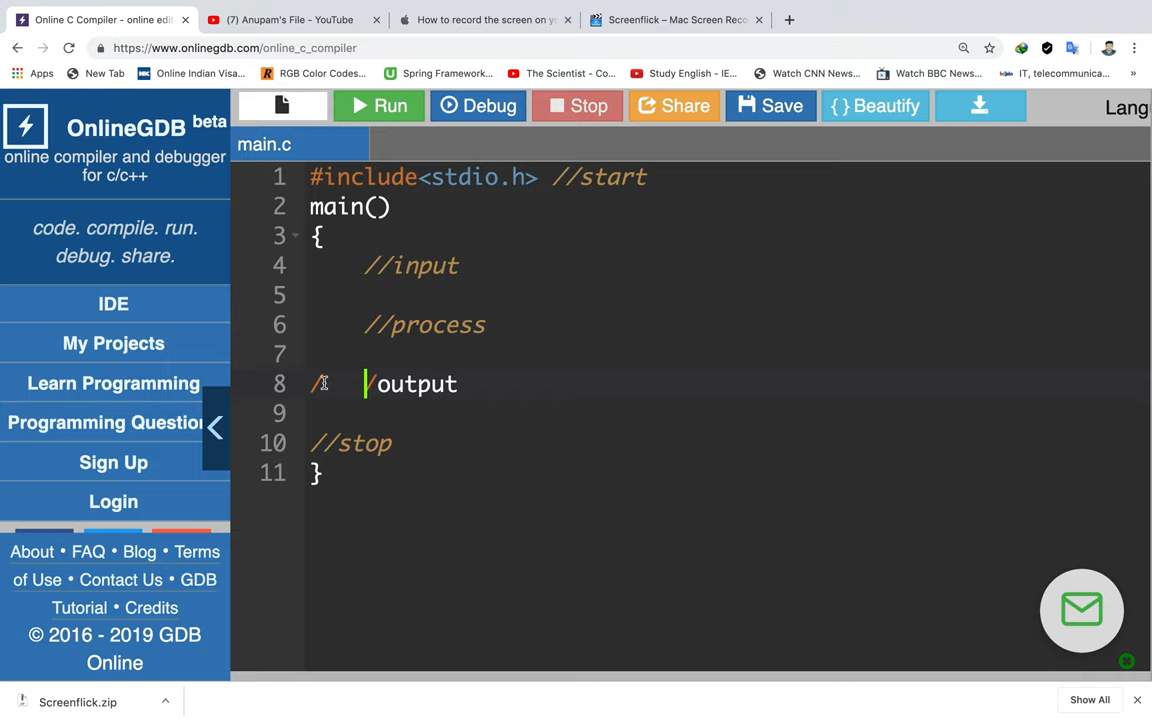 Online C Compiler - online edit
(7) Anupam's File - YouTube
How to record the screen on yo
Screenflick – Mac Screen Reco
https://www.onlinegdb.com/online_c_compiler
Apps
New Tab
Online Indian Visa...
RGB Color Codes...
Spring Framework...
The Scientist - Co...
Study English - IE...
Watch CNN News...
Watch BBC News...
IT, telecommunica...
»
OnlineGDB beta
online compiler and debugger
for c/c++
code. compile. run.
debug. share.
IDE
My Projects
Learn Programming
Programming Questions
Sign Up
Login
About • FAQ • Blog • Terms
of Use • Contact Us • GDB
Tutorial • Credits
© 2016 - 2019 GDB
Online
Run
Debug
Stop
Share
Save
{ } Beautify
Lang
main.c
1 #include<stdio.h> //start
2 main()
3 {
4 //input
5
6 //process
7
8 / /output
9
10 //stop
11 }
Screenflick.zip
Show All